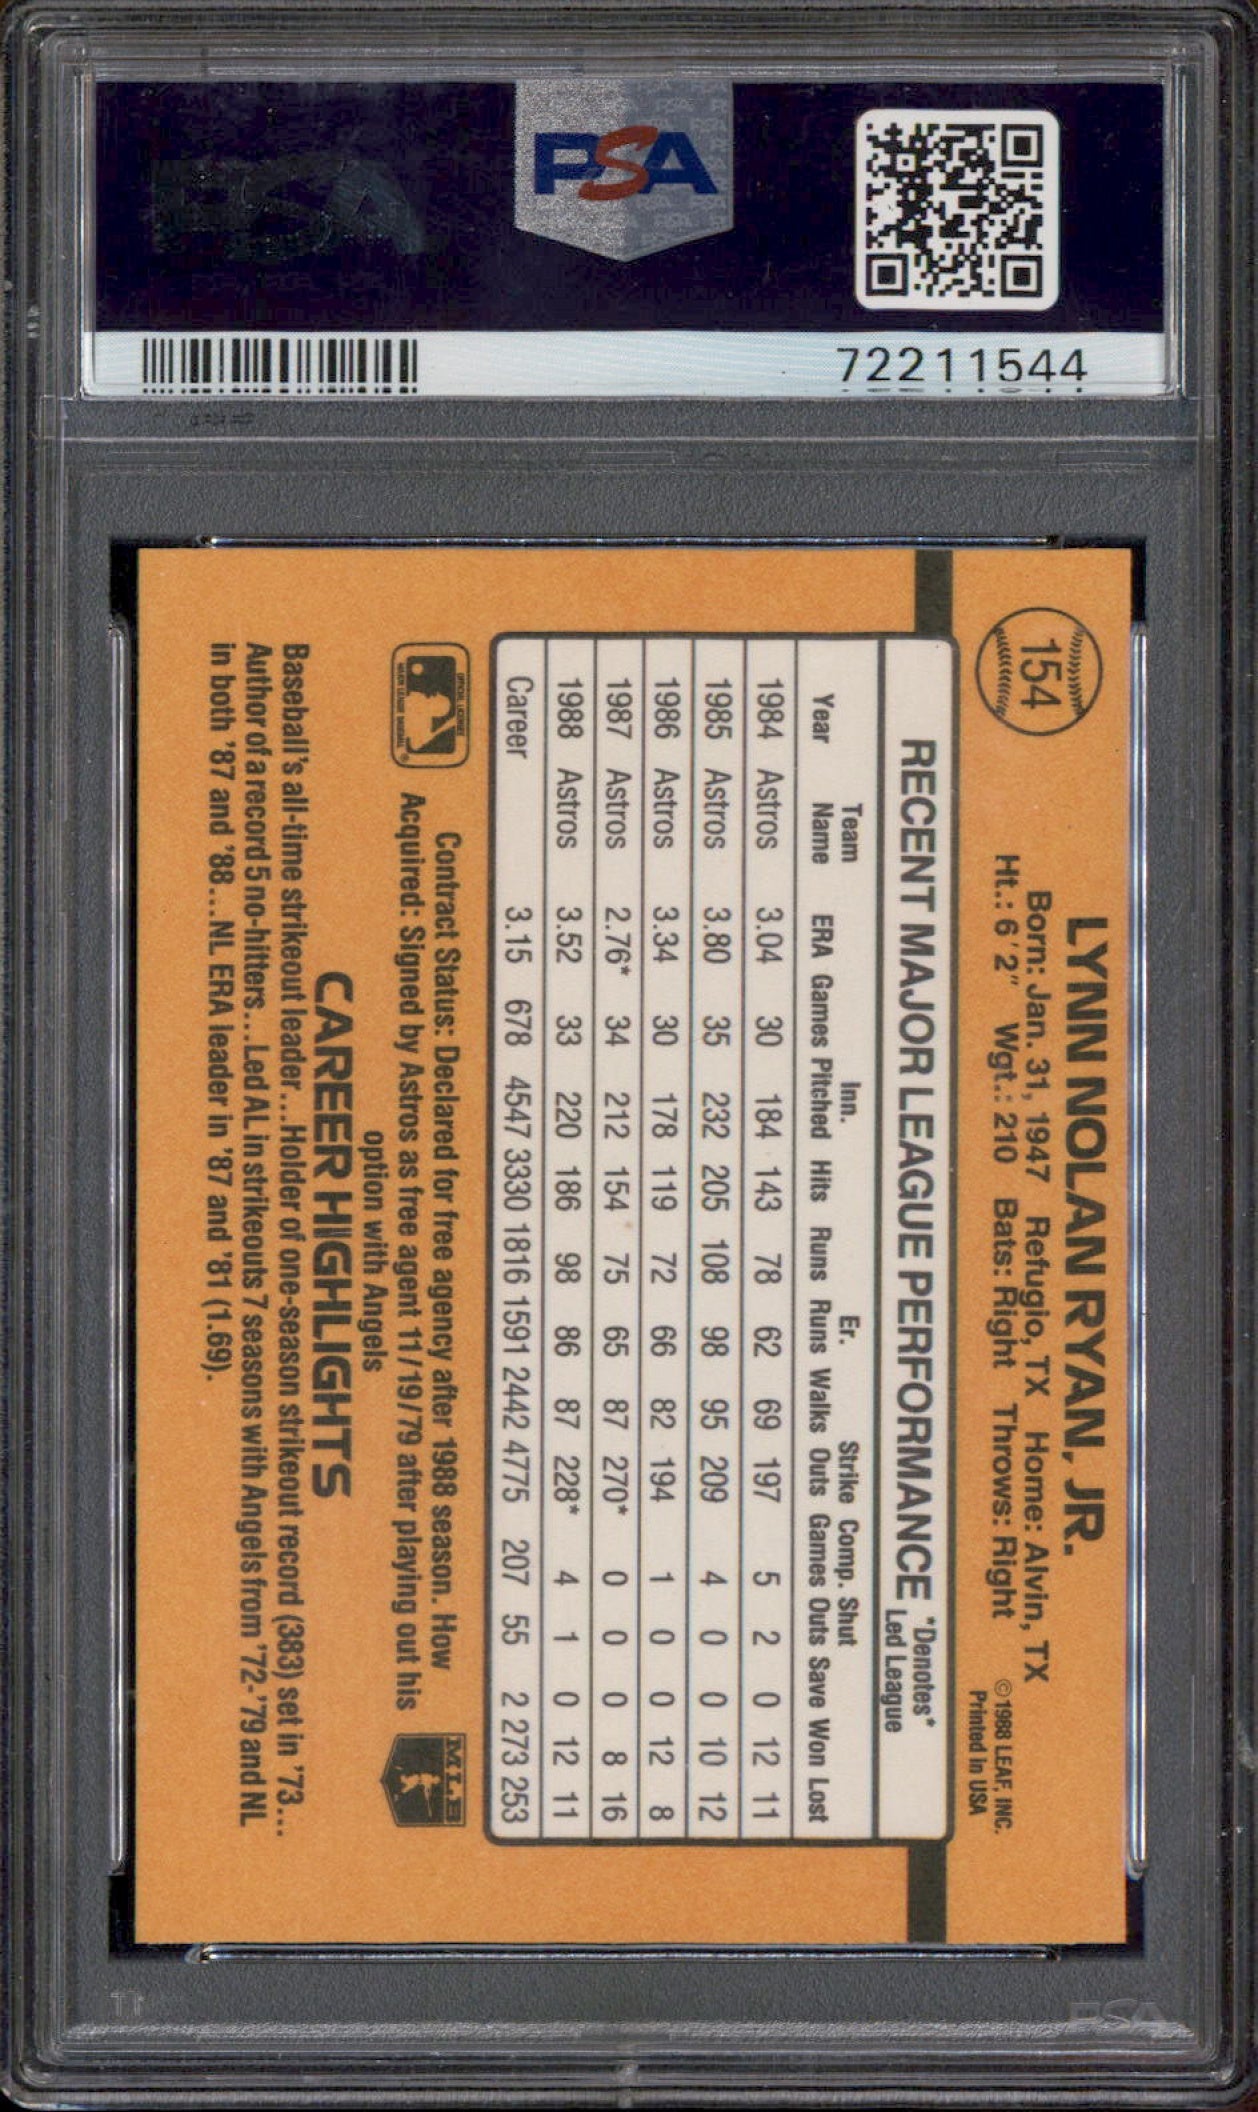 PSA
72211544
154
LYNN NOLAN RYAN, JR.
Born: Jan. 31, 1947 Refugio, TX Home: Alvin, TX
Ht.: 6'2" Wgt.: 210 Bats: Right Throws: Right
©1988 LEAF, INC.
Printed in USA
RECENT MAJOR LEAGUE PERFORMANCE *Denotes*
Led League
Team Inn. Er. Strike Comp. Shut
Year Name ERA Games Pitched Hits Runs Runs Walks Outs Games Outs Save Won Lost
1984 Astros 3.04 30 184 143 78 62 69 197 5 2 0 12 11
1985 Astros 3.80 35 232 205 108 98 95 209 4 0 0 10 12
1986 Astros 3.34 30 178 119 72 66 82 194 1 0 0 12 8
1987 Astros 2.76* 34 212 154 75 65 87 270* 0 0 0 8 16
1988 Astros 3.52 33 220 186 98 86 87 228* 4 1 0 12 11
Career 3.15 678 4547 3330 1816 1591 2442 4775 207 55 2 273 253
Contract Status: Declared for free agency after 1988 season. How
Acquired: Signed by Astros as free agent 11/19/79 after playing out his
option with Angels
MLB
CAREER HIGHLIGHTS
Baseball's all-time strikeout leader...Holder of one-season strikeout record (383) set in '73...
Author of a record 5 no-hitters...Led AL in strikeouts 7 seasons with Angels from '72-'79 and NL
in both '87 and '88...NL ERA leader in '87 and '81 (1.69).
PSA